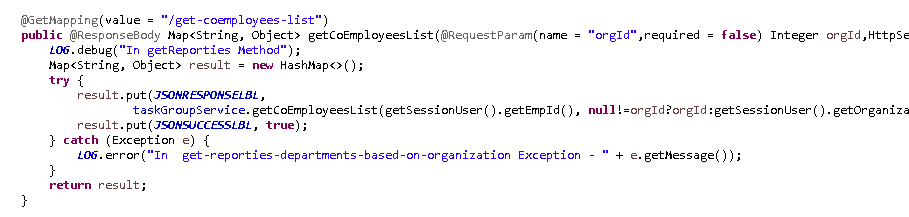 @GetMapping(value = "/get-coemployees-list")
public @ResponseBody Map<String, Object> getCoEmployeesList(@RequestParam(name = "orgId",required = false) Integer orgId,HttpSe
LOG.debug("In getReporties Method");
Map<String, Object> result = new HashMap<>();
try {
result.put(JSONRESPONSELBL,
taskGroupService.getCoEmployeesList(getSessionUser().getEmpId(), null!=orgId?orgId:getSessionUser().getOrganiza
result.put(JSONSUCCESSLBL, true);
} catch (Exception e) {
LOG.error("In  get-reporties-departments-based-on-organization Exception - " + e.getMessage());
}
return result;
}